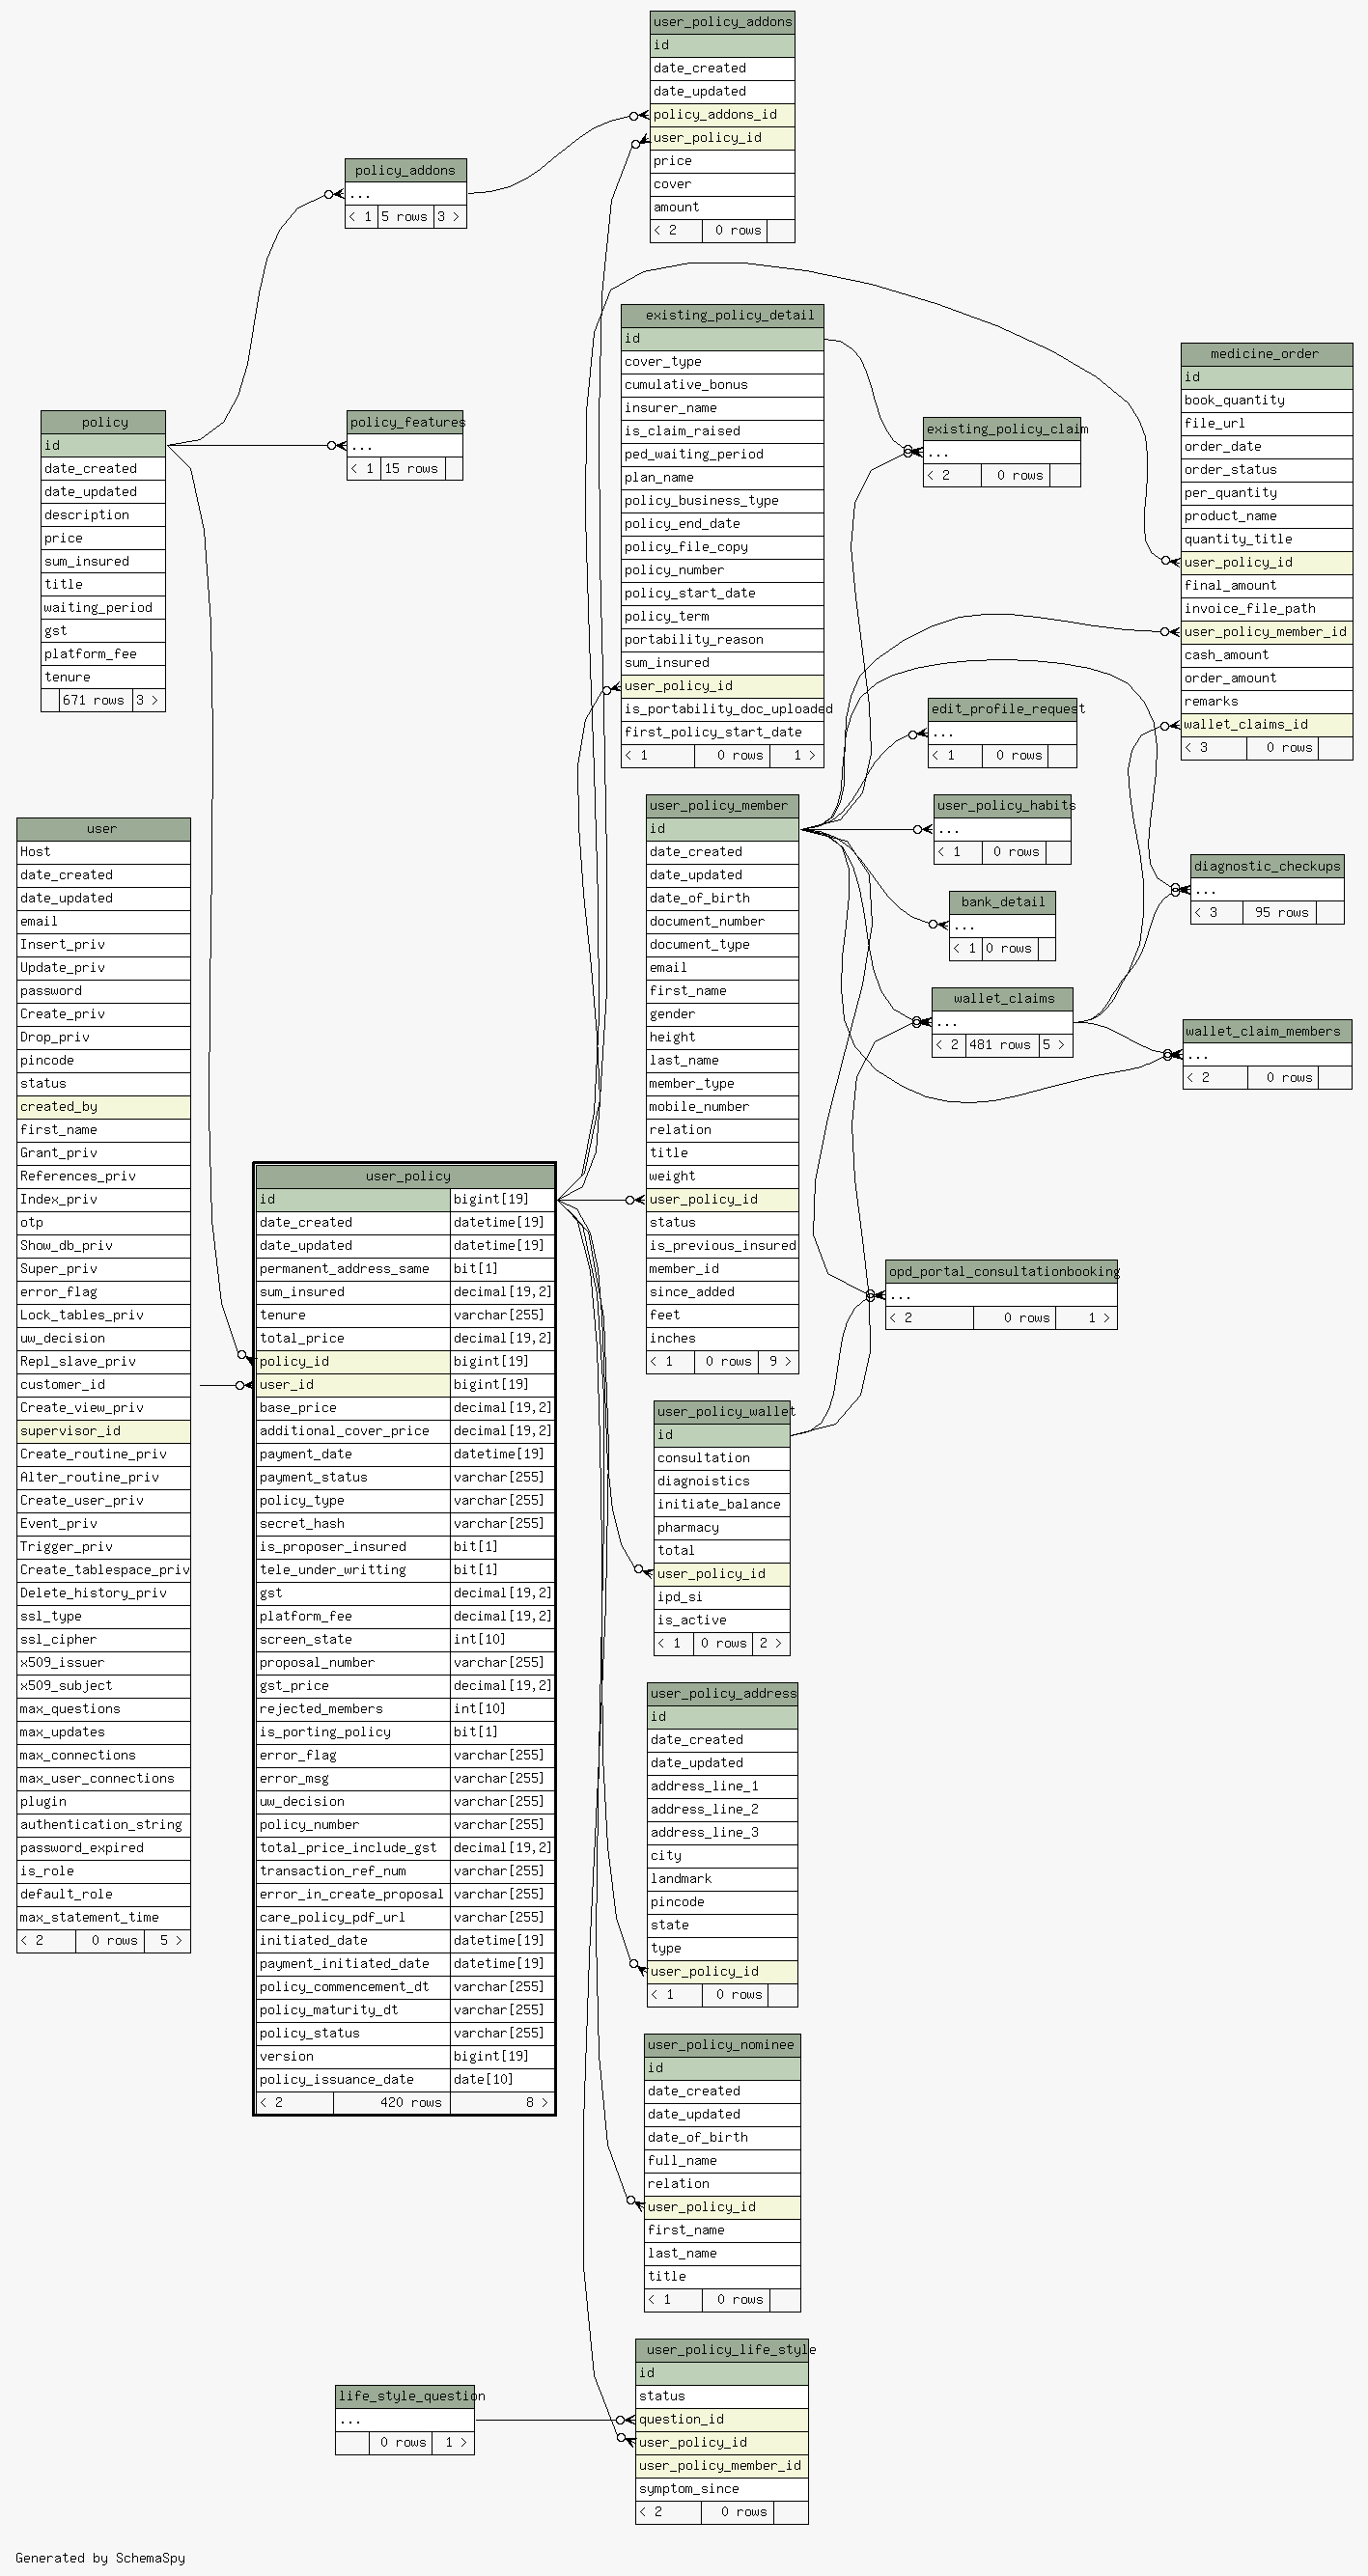 user_policy_addons
id
date_created
date_updated
policy_addons_id
user_policy_id
price
cover
amount
< 2 0 rows
policy_addons
...
< 1 5 rows 3 >
existing_policy_detail
id
cover_type
cumulative_bonus
insurer_name
is_claim_raised
ped_waiting_period
plan_name
policy_business_type
policy_end_date
policy_file_copy
policy_number
policy_start_date
policy_term
portability_reason
sum_insured
user_policy_id
is_portability_doc_uploaded
first_policy_start_date
< 1 0 rows 1 >
medicine_order
id
book_quantity
file_url
order_date
order_status
per_quantity
product_name
quantity_title
user_policy_id
final_amount
invoice_file_path
user_policy_member_id
cash_amount
order_amount
remarks
wallet_claims_id
< 3 0 rows
policy
id
date_created
date_updated
description
price
sum_insured
title
waiting_period
gst
platform_fee
tenure
671 rows 3 >
policy_features
...
< 1 15 rows
existing_policy_claim
...
< 2 0 rows
edit_profile_request
...
< 1 0 rows
user_policy_member
id
date_created
date_updated
date_of_birth
document_number
document_type
email
first_name
gender
height
last_name
member_type
mobile_number
relation
title
weight
user_policy_id
status
is_previous_insured
member_id
since_added
feet
inches
< 1 0 rows 9 >
user_policy_habits
...
< 1 0 rows
user
Host
date_created
date_updated
email
Insert_priv
Update_priv
password
Create_priv
Drop_priv
pincode
status
created_by
first_name
Grant_priv
References_priv
Index_priv
otp
Show_db_priv
Super_priv
error_flag
Lock_tables_priv
uw_decision
Repl_slave_priv
customer_id
Create_view_priv
supervisor_id
Create_routine_priv
Alter_routine_priv
Create_user_priv
Event_priv
Trigger_priv
Create_tablespace_priv
Delete_history_priv
ssl_type
ssl_cipher
x509_issuer
x509_subject
max_questions
max_updates
max_connections
max_user_connections
plugin
authentication_string
password_expired
is_role
default_role
max_statement_time
< 2 0 rows 5 >
diagnostic_checkups
...
< 3 95 rows
bank_detail
...
< 1 0 rows
wallet_claims
...
< 2 481 rows 5 >
wallet_claim_members
...
< 2 0 rows
user_policy
id bigint[19]
date_created datetime[19]
date_updated datetime[19]
permanent_address_same bit[1]
sum_insured decimal[19,2]
tenure varchar[255]
total_price decimal[19,2]
policy_id bigint[19]
user_id bigint[19]
base_price decimal[19,2]
additional_cover_price decimal[19,2]
payment_date datetime[19]
payment_status varchar[255]
policy_type varchar[255]
secret_hash varchar[255]
is_proposer_insured bit[1]
tele_under_writting bit[1]
gst decimal[19,2]
platform_fee decimal[19,2]
screen_state int[10]
proposal_number varchar[255]
gst_price decimal[19,2]
rejected_members int[10]
is_porting_policy bit[1]
error_flag varchar[255]
error_msg varchar[255]
uw_decision varchar[255]
policy_number varchar[255]
total_price_include_gst decimal[19,2]
transaction_ref_num varchar[255]
error_in_create_proposal varchar[255]
care_policy_pdf_url varchar[255]
initiated_date datetime[19]
payment_initiated_date datetime[19]
policy_commencement_dt varchar[255]
policy_maturity_dt varchar[255]
policy_status varchar[255]
version bigint[19]
policy_issuance_date date[10]
< 2 420 rows 8 >
opd_portal_consultationbooking
...
< 2 0 rows 1 >
user_policy_wallet
id
consultation
diagnoistics
initiate_balance
pharmacy
total
user_policy_id
ipd_si
is_active
< 1 0 rows 2 >
user_policy_address
id
date_created
date_updated
address_line_1
address_line_2
address_line_3
city
landmark
pincode
state
type
user_policy_id
< 1 0 rows
user_policy_nominee
id
date_created
date_updated
date_of_birth
full_name
relation
user_policy_id
first_name
last_name
title
< 1 0 rows
user_policy_life_style
id
status
question_id
user_policy_id
user_policy_member_id
symptom_since
< 2 0 rows
life_style_question
...
0 rows 1 >
Generated by SchemaSpy